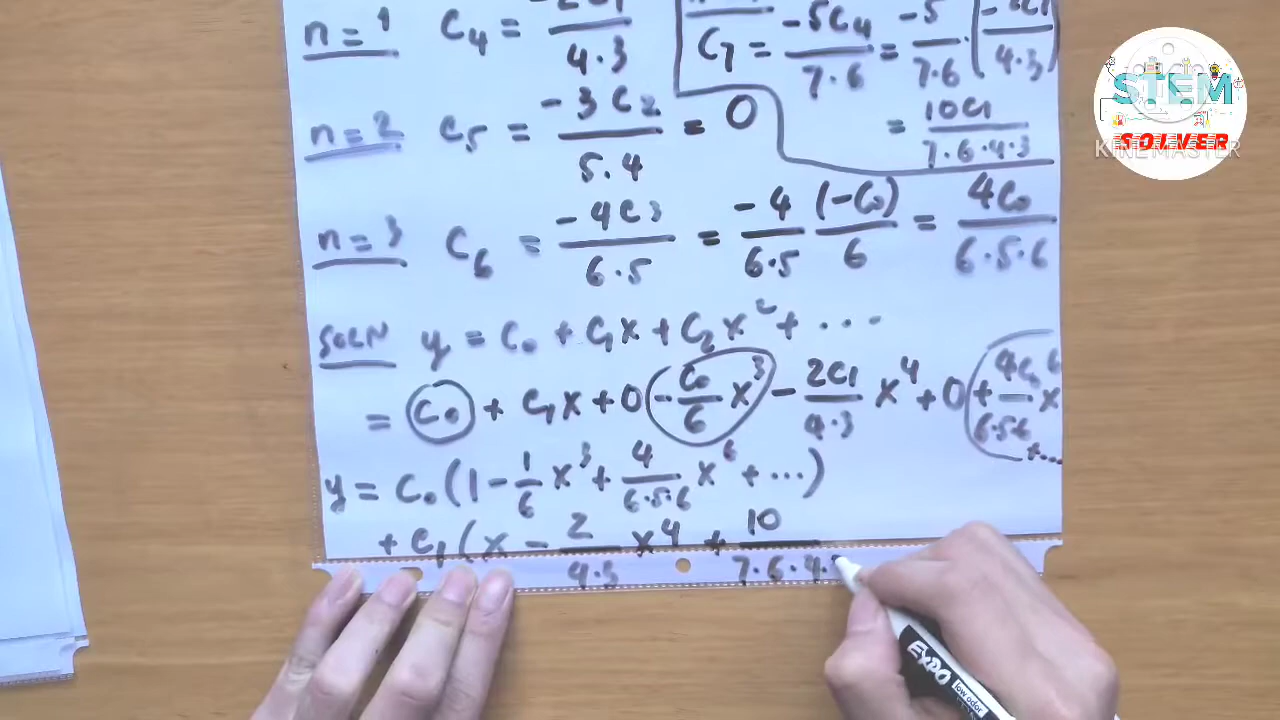 n = 1 C₄ = -2C₁ / 4·3
C₇ = -5C₄ / 7·6 = -5 / 7·6 · (-2C₁ / 4·3)
= 10C₁ / 7·6·4·3
n = 2 C₅ = -3C₂ / 5.4 = 0
n = 3 C₆ = -4C₃ / 6·5 = -4 / 6·5 (-C₀) / 6 = 4C₀ / 6·5·6
SOLN y = C₀ + C₁x + C₂x² + ...
= C₀ + C₁x + 0 - C₀/6 x³ - 2C₁ / 4·3 x⁴ + 0 + 4C₀ / 6·5·6 x⁶ + ...
y = C₀ (1 - 1/6 x³ + 4 / 6·5·6 x⁶ + ...)
+ C₁ (x - 2 / 4·3 x⁴ + 10 / 7·6·4·
STEM
SOLVER
KINEMASTER